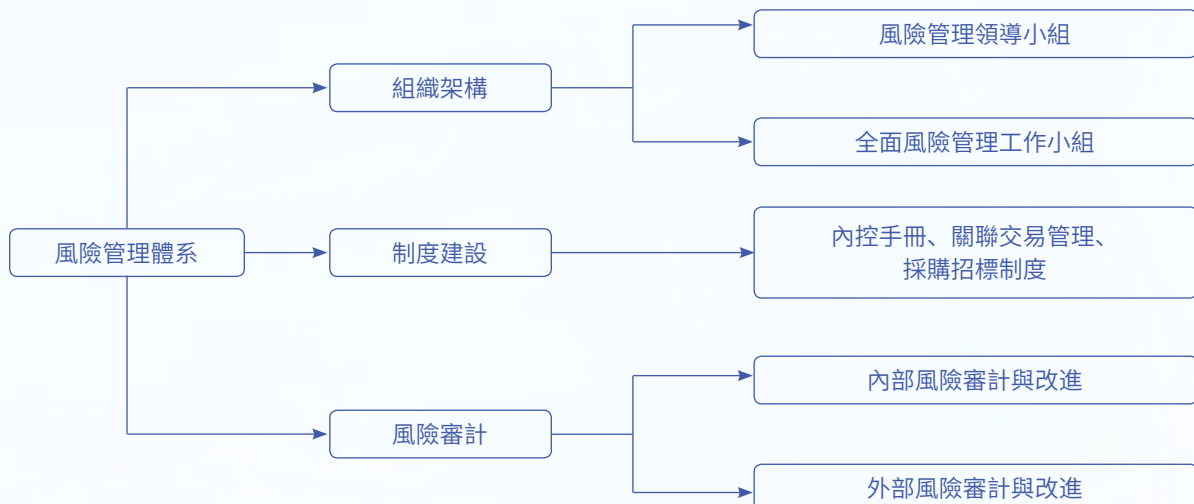 風險管理領導小組
組織架構
全面風險管理工作小組
風險管理體系
制度建設
內控手冊、關聯交易管理、
採購招標制度
內部風險審計與改進
風險審計
外部風險審計與改進